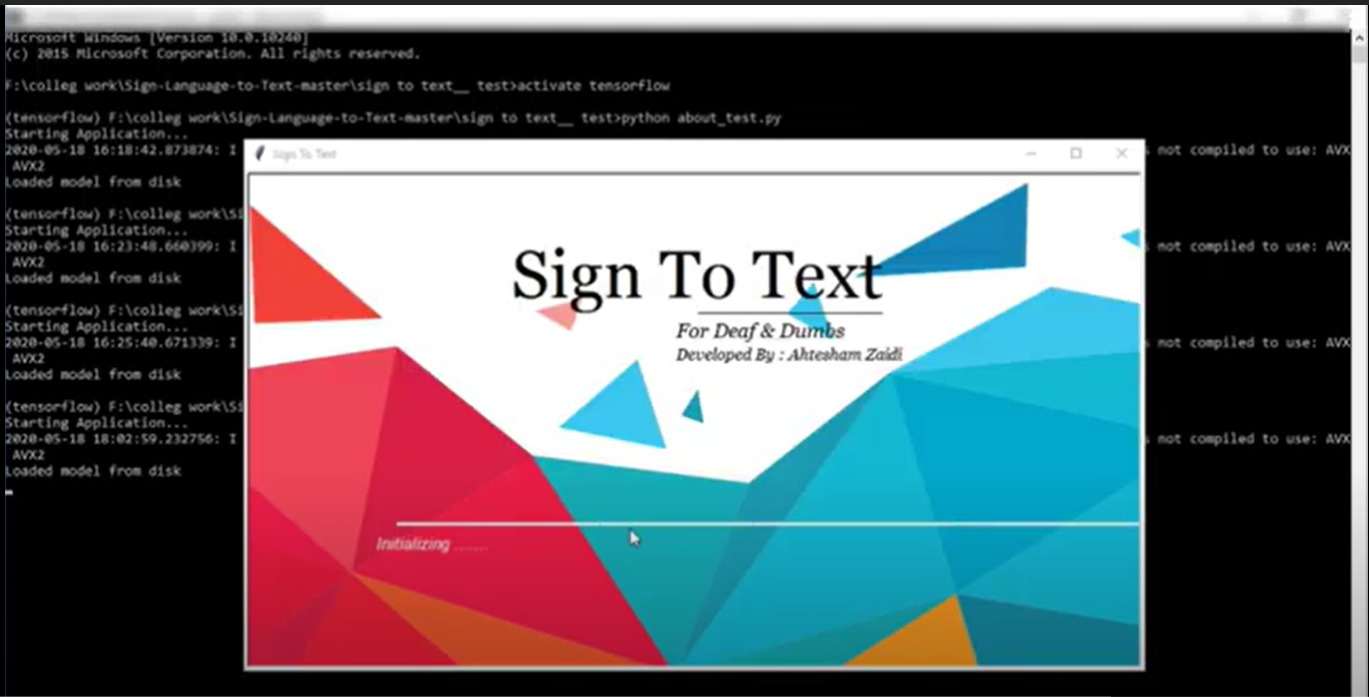 Microsoft Windows [Version 10.0.10240]
(c) 2015 Microsoft Corporation. All rights reserved.
F:\colleg work\Sign-Language-to-Text-master\sign to text__ test>activate tensorflow
(tensorflow) F:\colleg work\Sign-Language-to-Text-master\sign to text__ test>python about_test.py
Starting Application...
2020-05-18 16:18:42.873874: I
not compiled to use: AVX
AVX2
Loaded model from disk
(tensorflow) F:\colleg work\Si
Starting Application...
2020-05-18 16:23:48.660399: I
not compiled to use: AVX
AVX2
Loaded model from disk
(tensorflow) F:\colleg work\Si
Starting Application...
2020-05-18 16:25:40.671339: I
not compiled to use: AVX
AVX2
Loaded model from disk
(tensorflow) F:\colleg work\Si
Starting Application...
2020-05-18 18:02:59.232756: I
not compiled to use: AVX
AVX2
Loaded model from disk
Sign To Text
Sign To Text
For Deaf & Dumbs
Developed By : Ahtesham Zaidi
Initializing .......